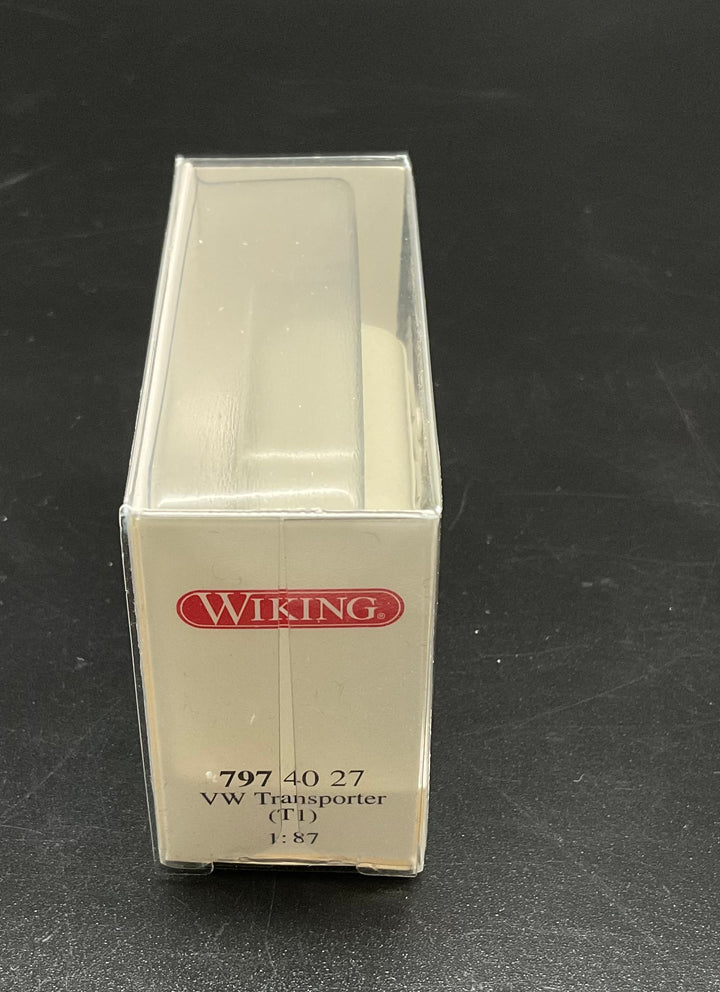 WIKING®
797 40 27
VW Transporter
(T1)
1:87